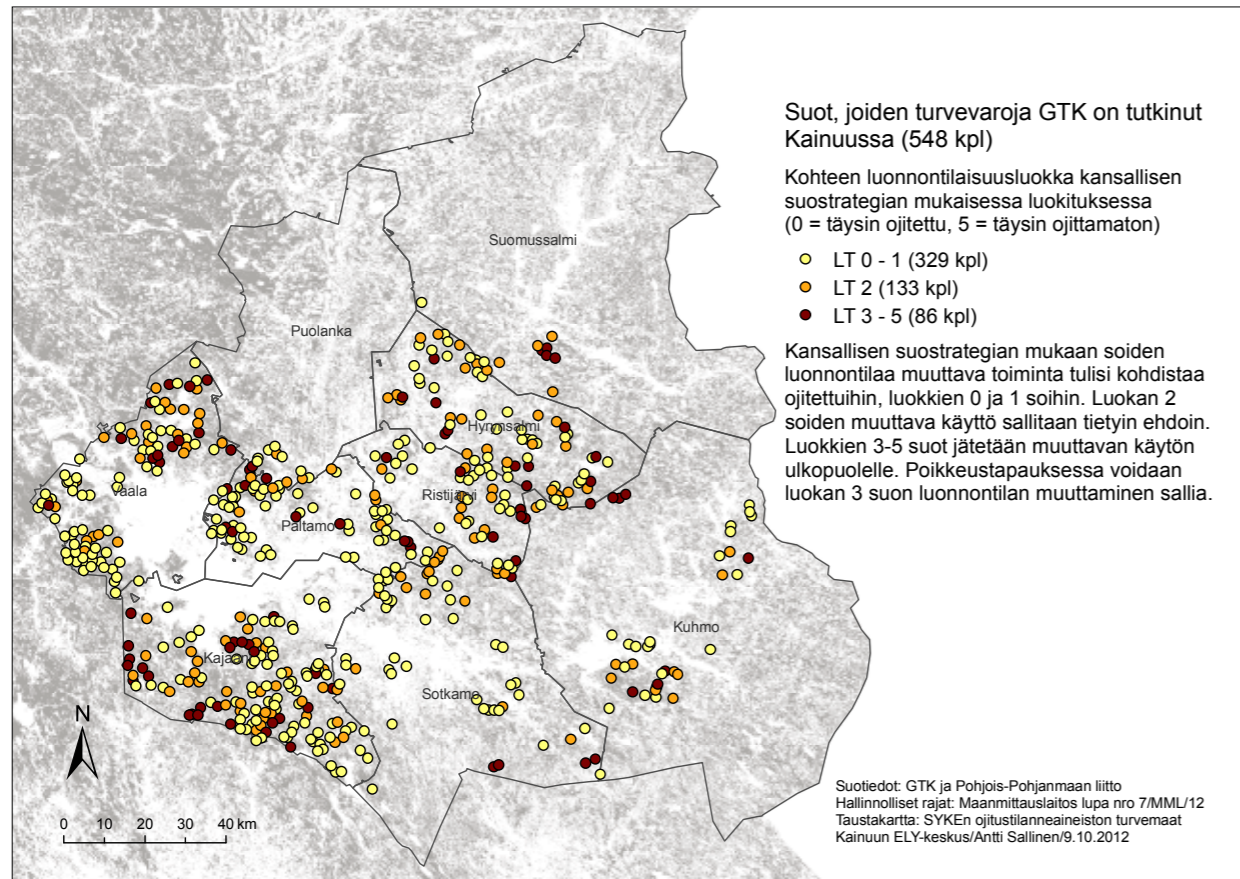 Suot, joiden turvevaroja GTK on tutkinut
Kainuussa (548 kpl)
Kohteen luonnontilaisuusluokka kansallisen
suostrategian mukaisessa luokituksessa
(0 = täysin ojitettu, 5 = täysin ojittamaton)
LT 0 - 1 (329 kpl)
LT 2 (133 kpl)
LT 3 - 5 (86 kpl)
Kansallisen suostrategian mukaan soiden
luonnontilaa muuttava toiminta tulisi kohdistaa
ojitettuihin, luokkien 0 ja 1 soihin. Luokan 2
soiden muuttava käyttö sallitaan tietyin ehdoin.
Luokkien 3-5 suot jätetään muuttavan käytön
ulkopuolelle. Poikkeustapauksessa voidaan
luokan 3 suon luonnontilan muuttaminen sallia.
Suomussalmi
Puolanka
Hyrynsalmi
Vaala
Ristijärvi
Paltamo
Kuhmo
Kajaani
Sotkamo
N
0 10 20 30 40 km
Suotiedot: GTK ja Pohjois-Pohjanmaan liitto
Hallinnolliset rajat: Maanmittauslaitos lupa nro 7/MML/12
Taustakartta: SYKEn ojitustilanneaineiston turvemaat
Kainuun ELY-keskus/Antti Sallinen/9.10.2012